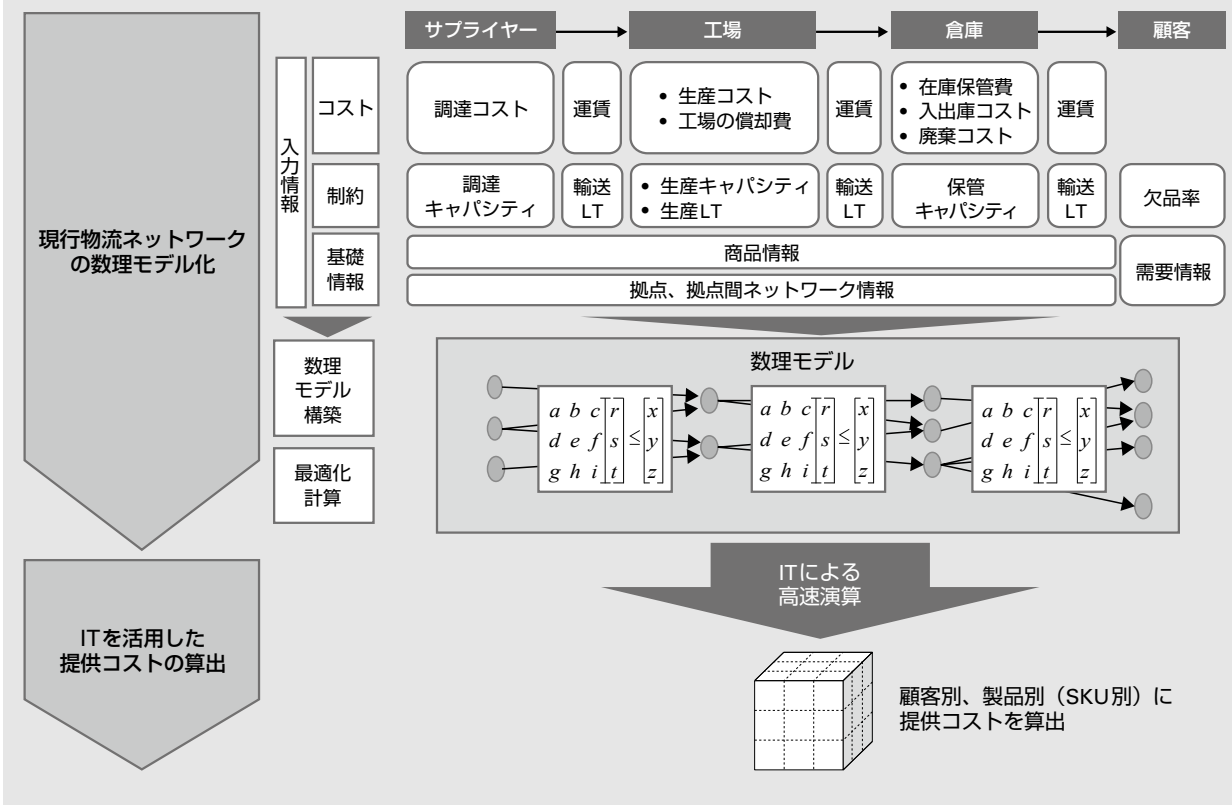 サプライヤー
工場
倉庫
顧客
現行物流ネットワーク
の数理モデル化
入力情報
コスト
調達コスト
運賃
• 生産コスト
• 工場の償却費
運賃
• 在庫保管費
• 入出庫コスト
• 廃棄コスト
運賃
制約
調達
キャパシティ
輸送
LT
• 生産キャパシティ
• 生産LT
輸送
LT
保管
キャパシティ
輸送
LT
欠品率
基礎
情報
商品情報
拠点、拠点間ネットワーク情報
需要情報
数理
モデル
構築
最適化
計算
数理モデル
a b c r x
d e f s ≤ y
g h i t z
a b c r x
d e f s ≤ y
g h i t z
a b c r x
d e f s ≤ y
g h i t z
ITによる
高速演算
ITを活用した
提供コストの算出
顧客別、製品別（SKU別）に
提供コストを算出